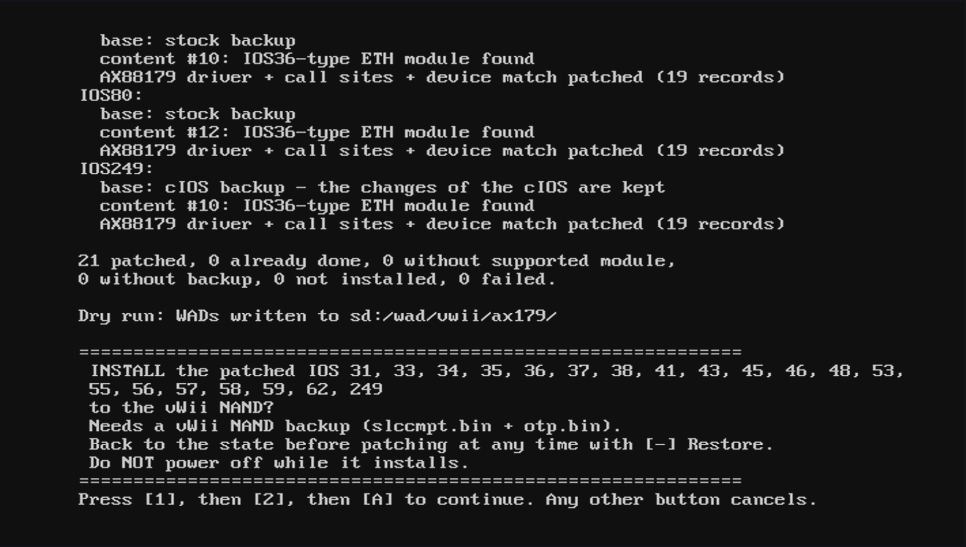 base: stock backup
content #10: IOS36-type ETH module found
AX88179 driver + call sites + device match patched (19 records)
IOS80:
base: stock backup
content #12: IOS36-type ETH module found
AX88179 driver + call sites + device match patched (19 records)
IOS249:
base: cIOS backup - the changes of the cIOS are kept
content #10: IOS36-type ETH module found
AX88179 driver + call sites + device match patched (19 records)
21 patched, 0 already done, 0 without supported module,
0 without backup, 0 not installed, 0 failed.
Dry run: WADs written to sd:/wad/vwii/ax179/
=============================================================
INSTALL the patched IOS 31, 33, 34, 35, 36, 37, 38, 41, 43, 45, 46, 48, 53,
55, 56, 57, 58, 59, 62, 249
to the vWii NAND?
Needs a vWii NAND backup (slccmpt.bin + otp.bin).
Back to the state before patching at any time with [-] Restore.
Do NOT power off while it installs.
=============================================================
Press [1], then [2], then [A] to continue. Any other button cancels.